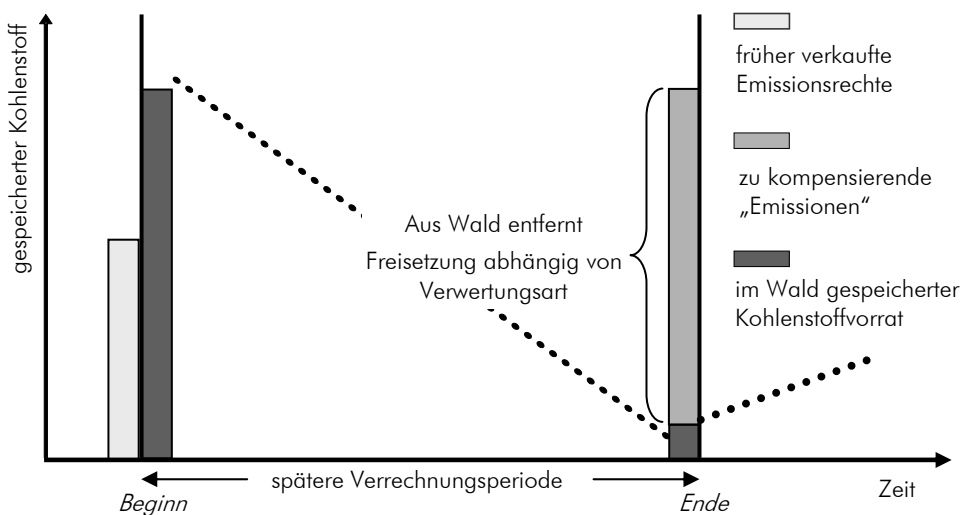 gespeicherter Kohlenstoff
früher verkaufte
Emissionsrechte
zu kompensierende
„Emissionen“
im Wald gespeicherter
Kohlenstoffvorrat
Aus Wald entfernt
Freisetzung abhängig von
Verwertungsart
spätere Verrechnungsperiode
Beginn
Ende
Zeit